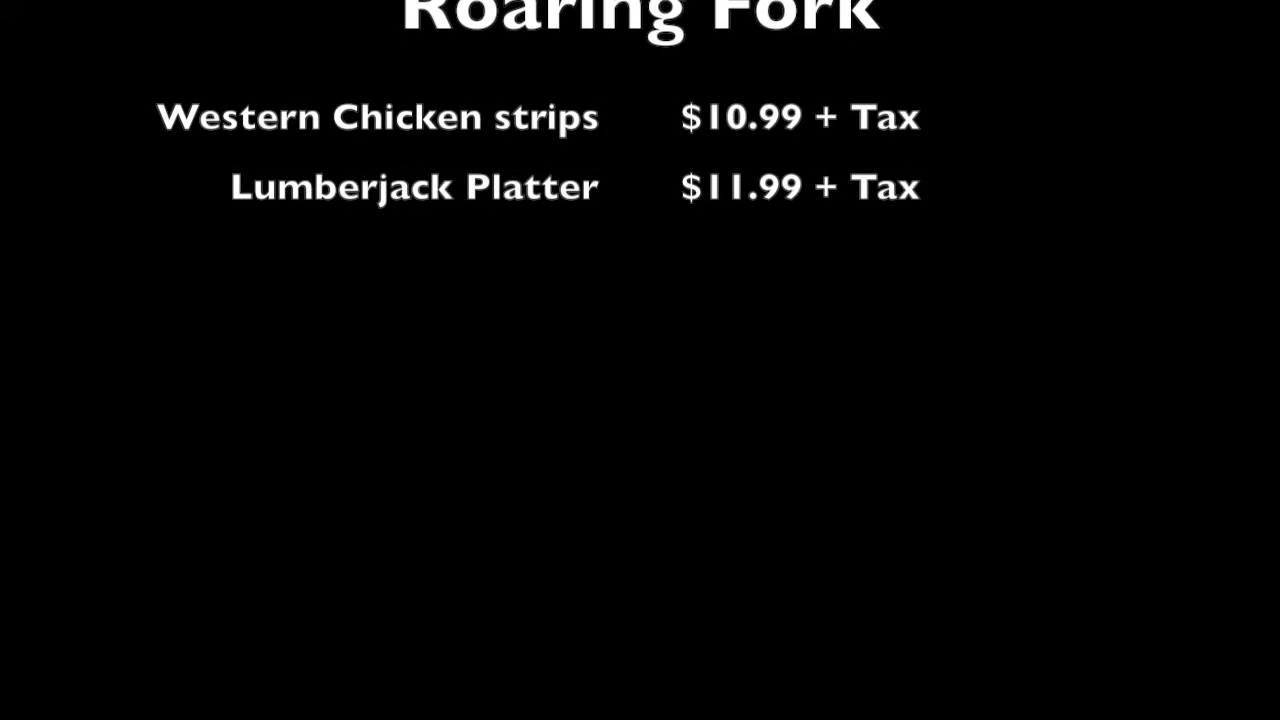 Roaring Fork
Western Chicken strips $10.99 + Tax
Lumberjack Platter $11.99 + Tax